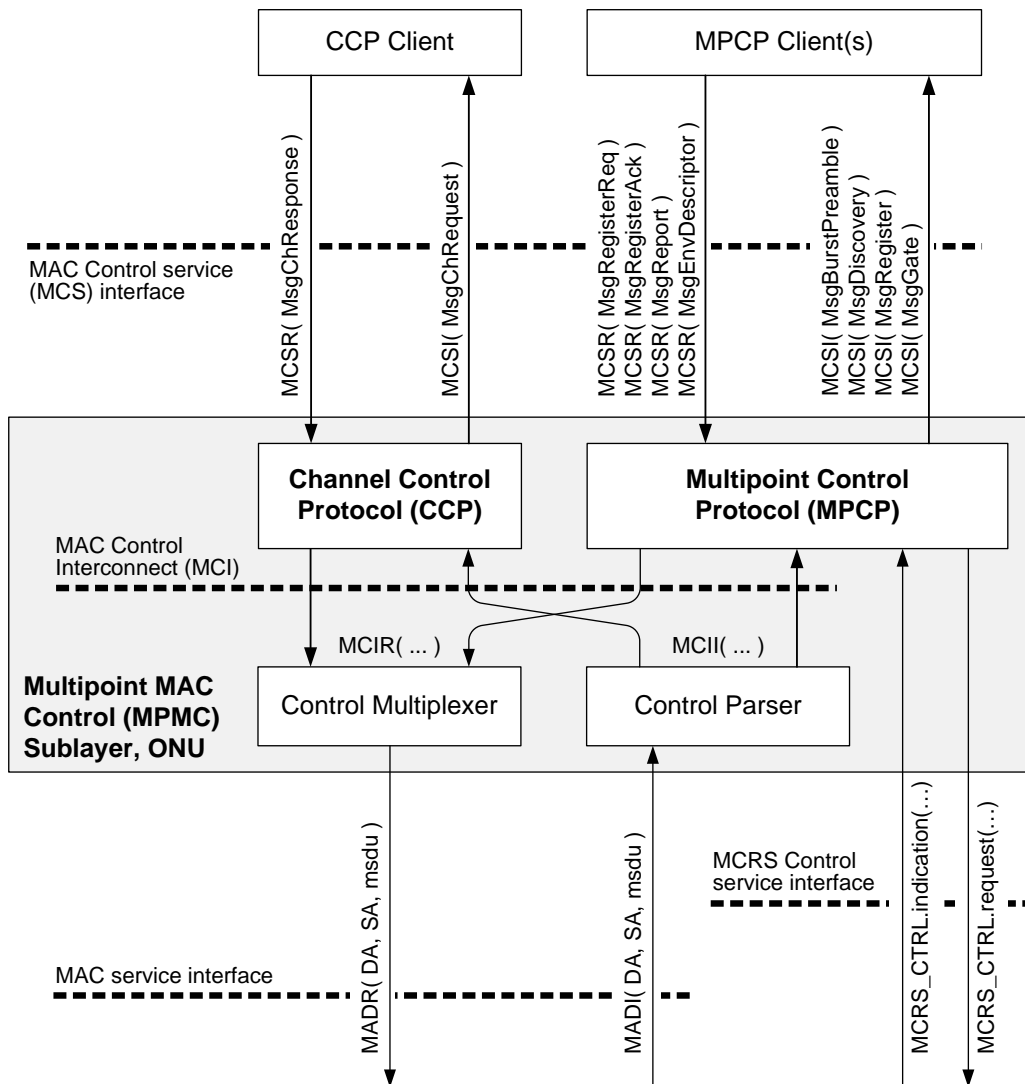 CCP Client
MPCP Client(s)
MCSR( MsgChResponse )
MCSI( MsgChRequest )
MCSR( MsgRegisterReq )
MCSR( MsgRegisterAck )
MCSR( MsgReport )
MCSR( MsgEnvDescriptor )
MCSI( MsgBurstPreamble )
MCSI( MsgDiscovery )
MCSI( MsgRegister )
MCSI( MsgGate )
MAC Control service
(MCS) interface
Channel Control
Protocol (CCP)
Multipoint Control
Protocol (MPCP)
MAC Control
Interconnect (MCI)
MCIR( ... )
MCII( ... )
Multipoint MAC
Control (MPMC)
Sublayer, ONU
Control Multiplexer
Control Parser
MADR( DA, SA, msdu )
MADI( DA, SA, msdu )
MCRS Control
service interface
MCRS_CTRL.indication(…)
MCRS_CTRL.request(…)
MAC service interface